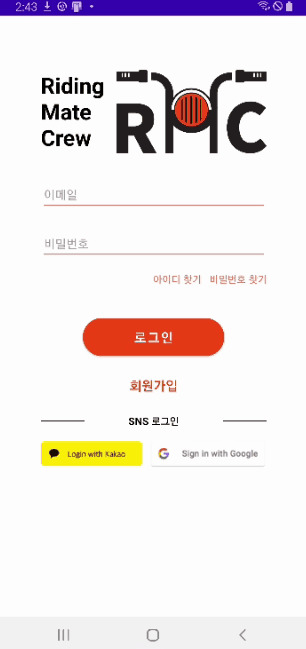 2:43
Riding
Mate
Crew
RMC
이메일
비밀번호
아이디 찾기 비밀번호 찾기
로그인
회원가입
SNS 로그인
Login with Kakao
Sign in with Google